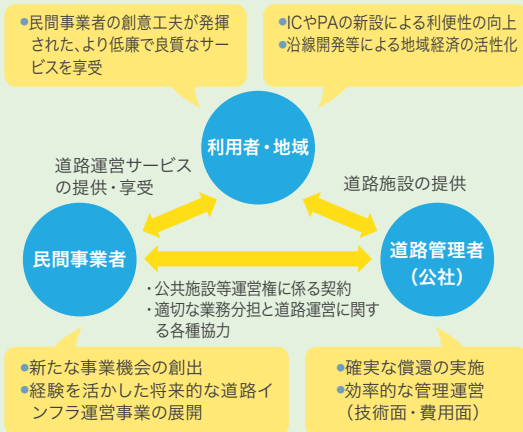 ●民間事業者の創意工夫が発揮
された、より低廉で良質なサー
ビスを享受
●ICやPAの新設による利便性の向上
●沿線開発等による地域経済の活性化
利用者・地域
道路運営サービス
の提供・享受
道路施設の提供
民間事業者
道路管理者
（公社）
・公共施設等運営権に係る契約
・適切な業務分担と道路運営に関す
る各種協力
●新たな事業機会の創出
●経験を活かした将来的な道路イ
ンフラ運営事業の展開
●確実な償還の実施
●効率的な管理運営
（技術面・費用面）